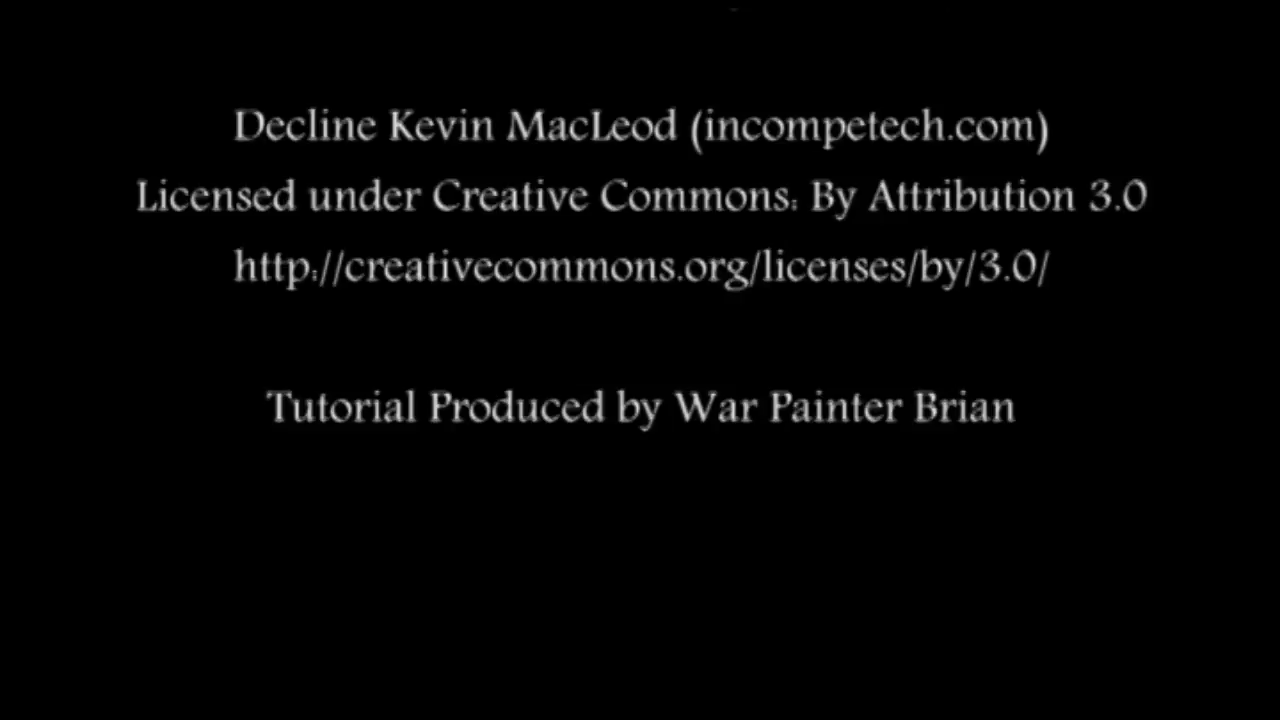 Decline Kevin MacLeod (incompetech.com)
Licensed under Creative Commons: By Attribution 3.0
http://creativecommons.org/licenses/by/3.0/
Tutorial Produced by War Painter Brian